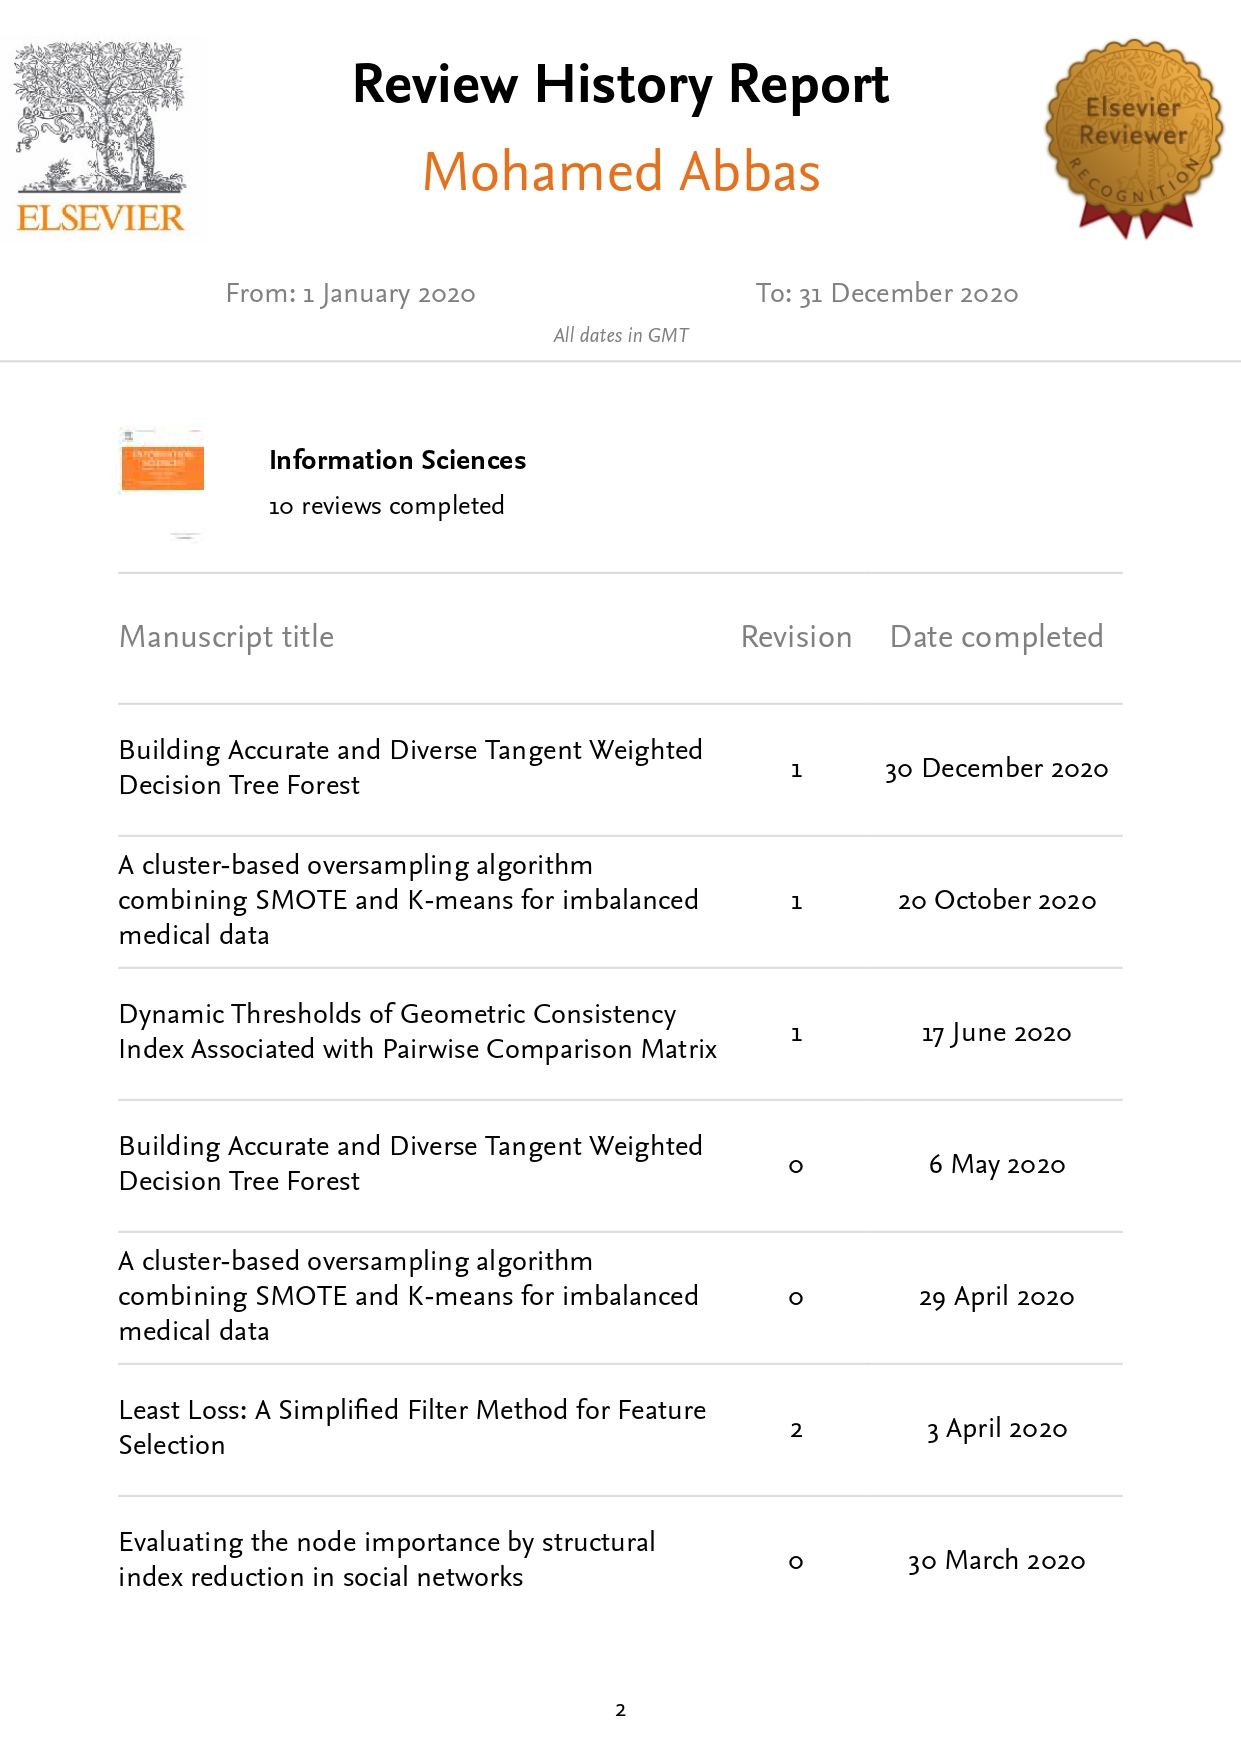 Review History Report
Mohamed Abbas
ELSEVIER
Elsevier
Reviewer
RECOGNITION
From: 1 January 2020 To: 31 December 2020
All dates in GMT
INFORMATION
SCIENCES
Information Sciences
10 reviews completed
Manuscript title Revision Date completed
Building Accurate and Diverse Tangent Weighted
Decision Tree Forest
1 30 December 2020
A cluster-based oversampling algorithm
combining SMOTE and K-means for imbalanced
medical data
1 20 October 2020
Dynamic Thresholds of Geometric Consistency
Index Associated with Pairwise Comparison Matrix
1 17 June 2020
Building Accurate and Diverse Tangent Weighted
Decision Tree Forest
0 6 May 2020
A cluster-based oversampling algorithm
combining SMOTE and K-means for imbalanced
medical data
0 29 April 2020
Least Loss: A Simplified Filter Method for Feature
Selection
2 3 April 2020
Evaluating the node importance by structural
index reduction in social networks
0 30 March 2020
2